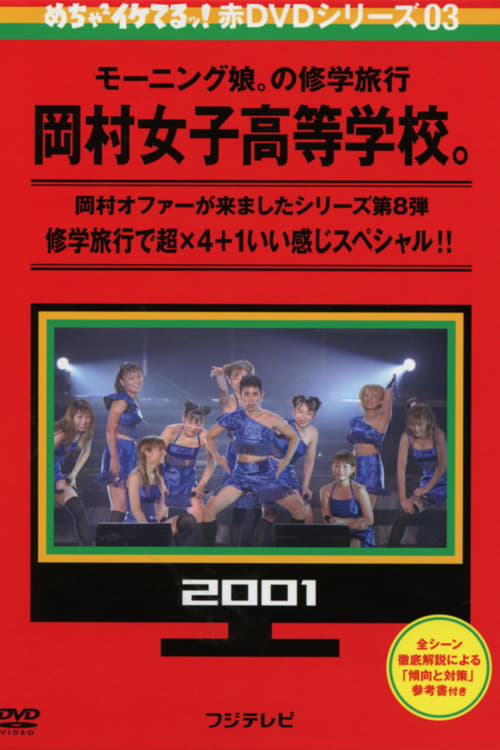 めちゃ²イケてるッ! 赤DVDシリーズ03
モーニング娘。の修学旅行
岡村女子高等学校。
岡村オファーが来ましたシリーズ第8弾
修学旅行で超×4+1いい感じスペシャル!!
2001
全シーン
徹底解説による
「傾向と対策」
参考書付き
DVD
VIDEO
フジテレビ